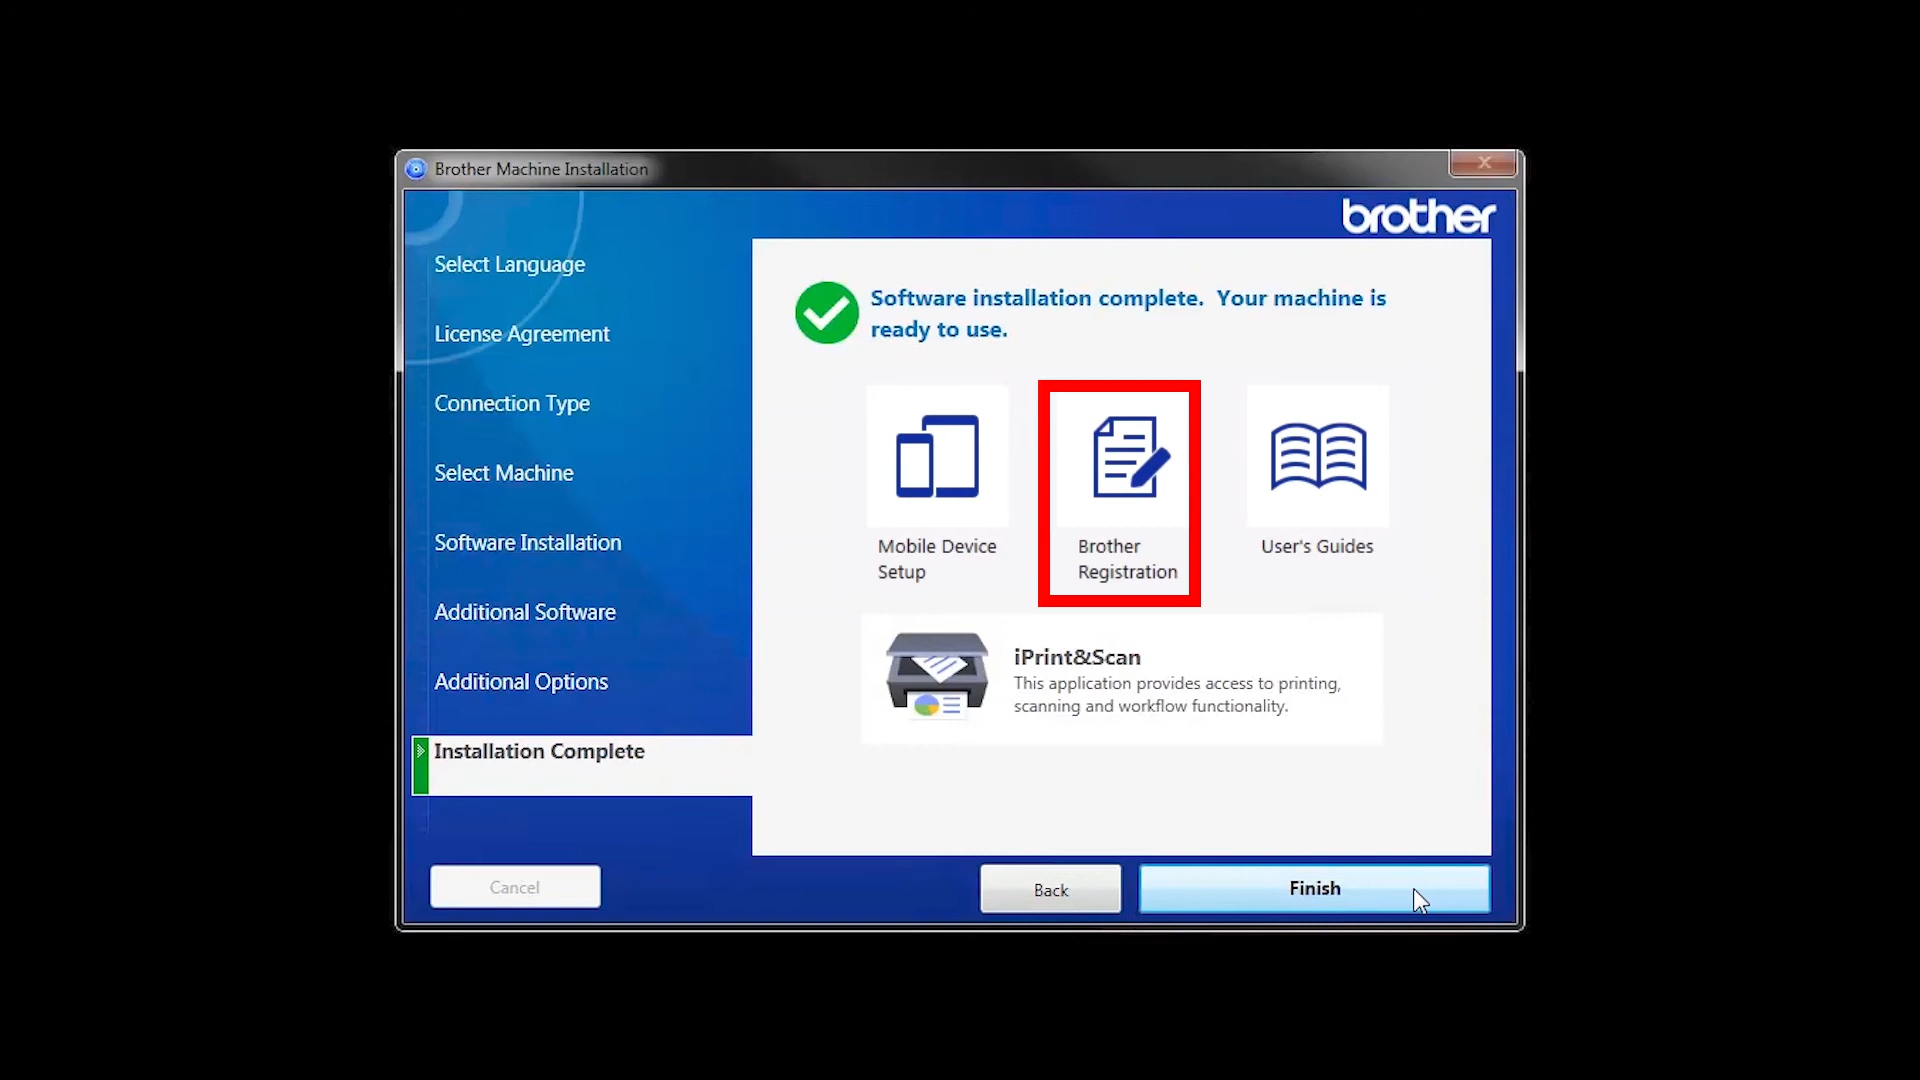 Brother Machine Installation
brother
Select Language
License Agreement
Connection Type
Select Machine
Software Installation
Additional Software
Additional Options
Installation Complete
Software installation complete. Your machine is
ready to use.
Mobile Device
Setup
Brother
Registration
User's Guides
iPrint&Scan
This application provides access to printing,
scanning and workflow functionality.
Cancel
Back
Finish